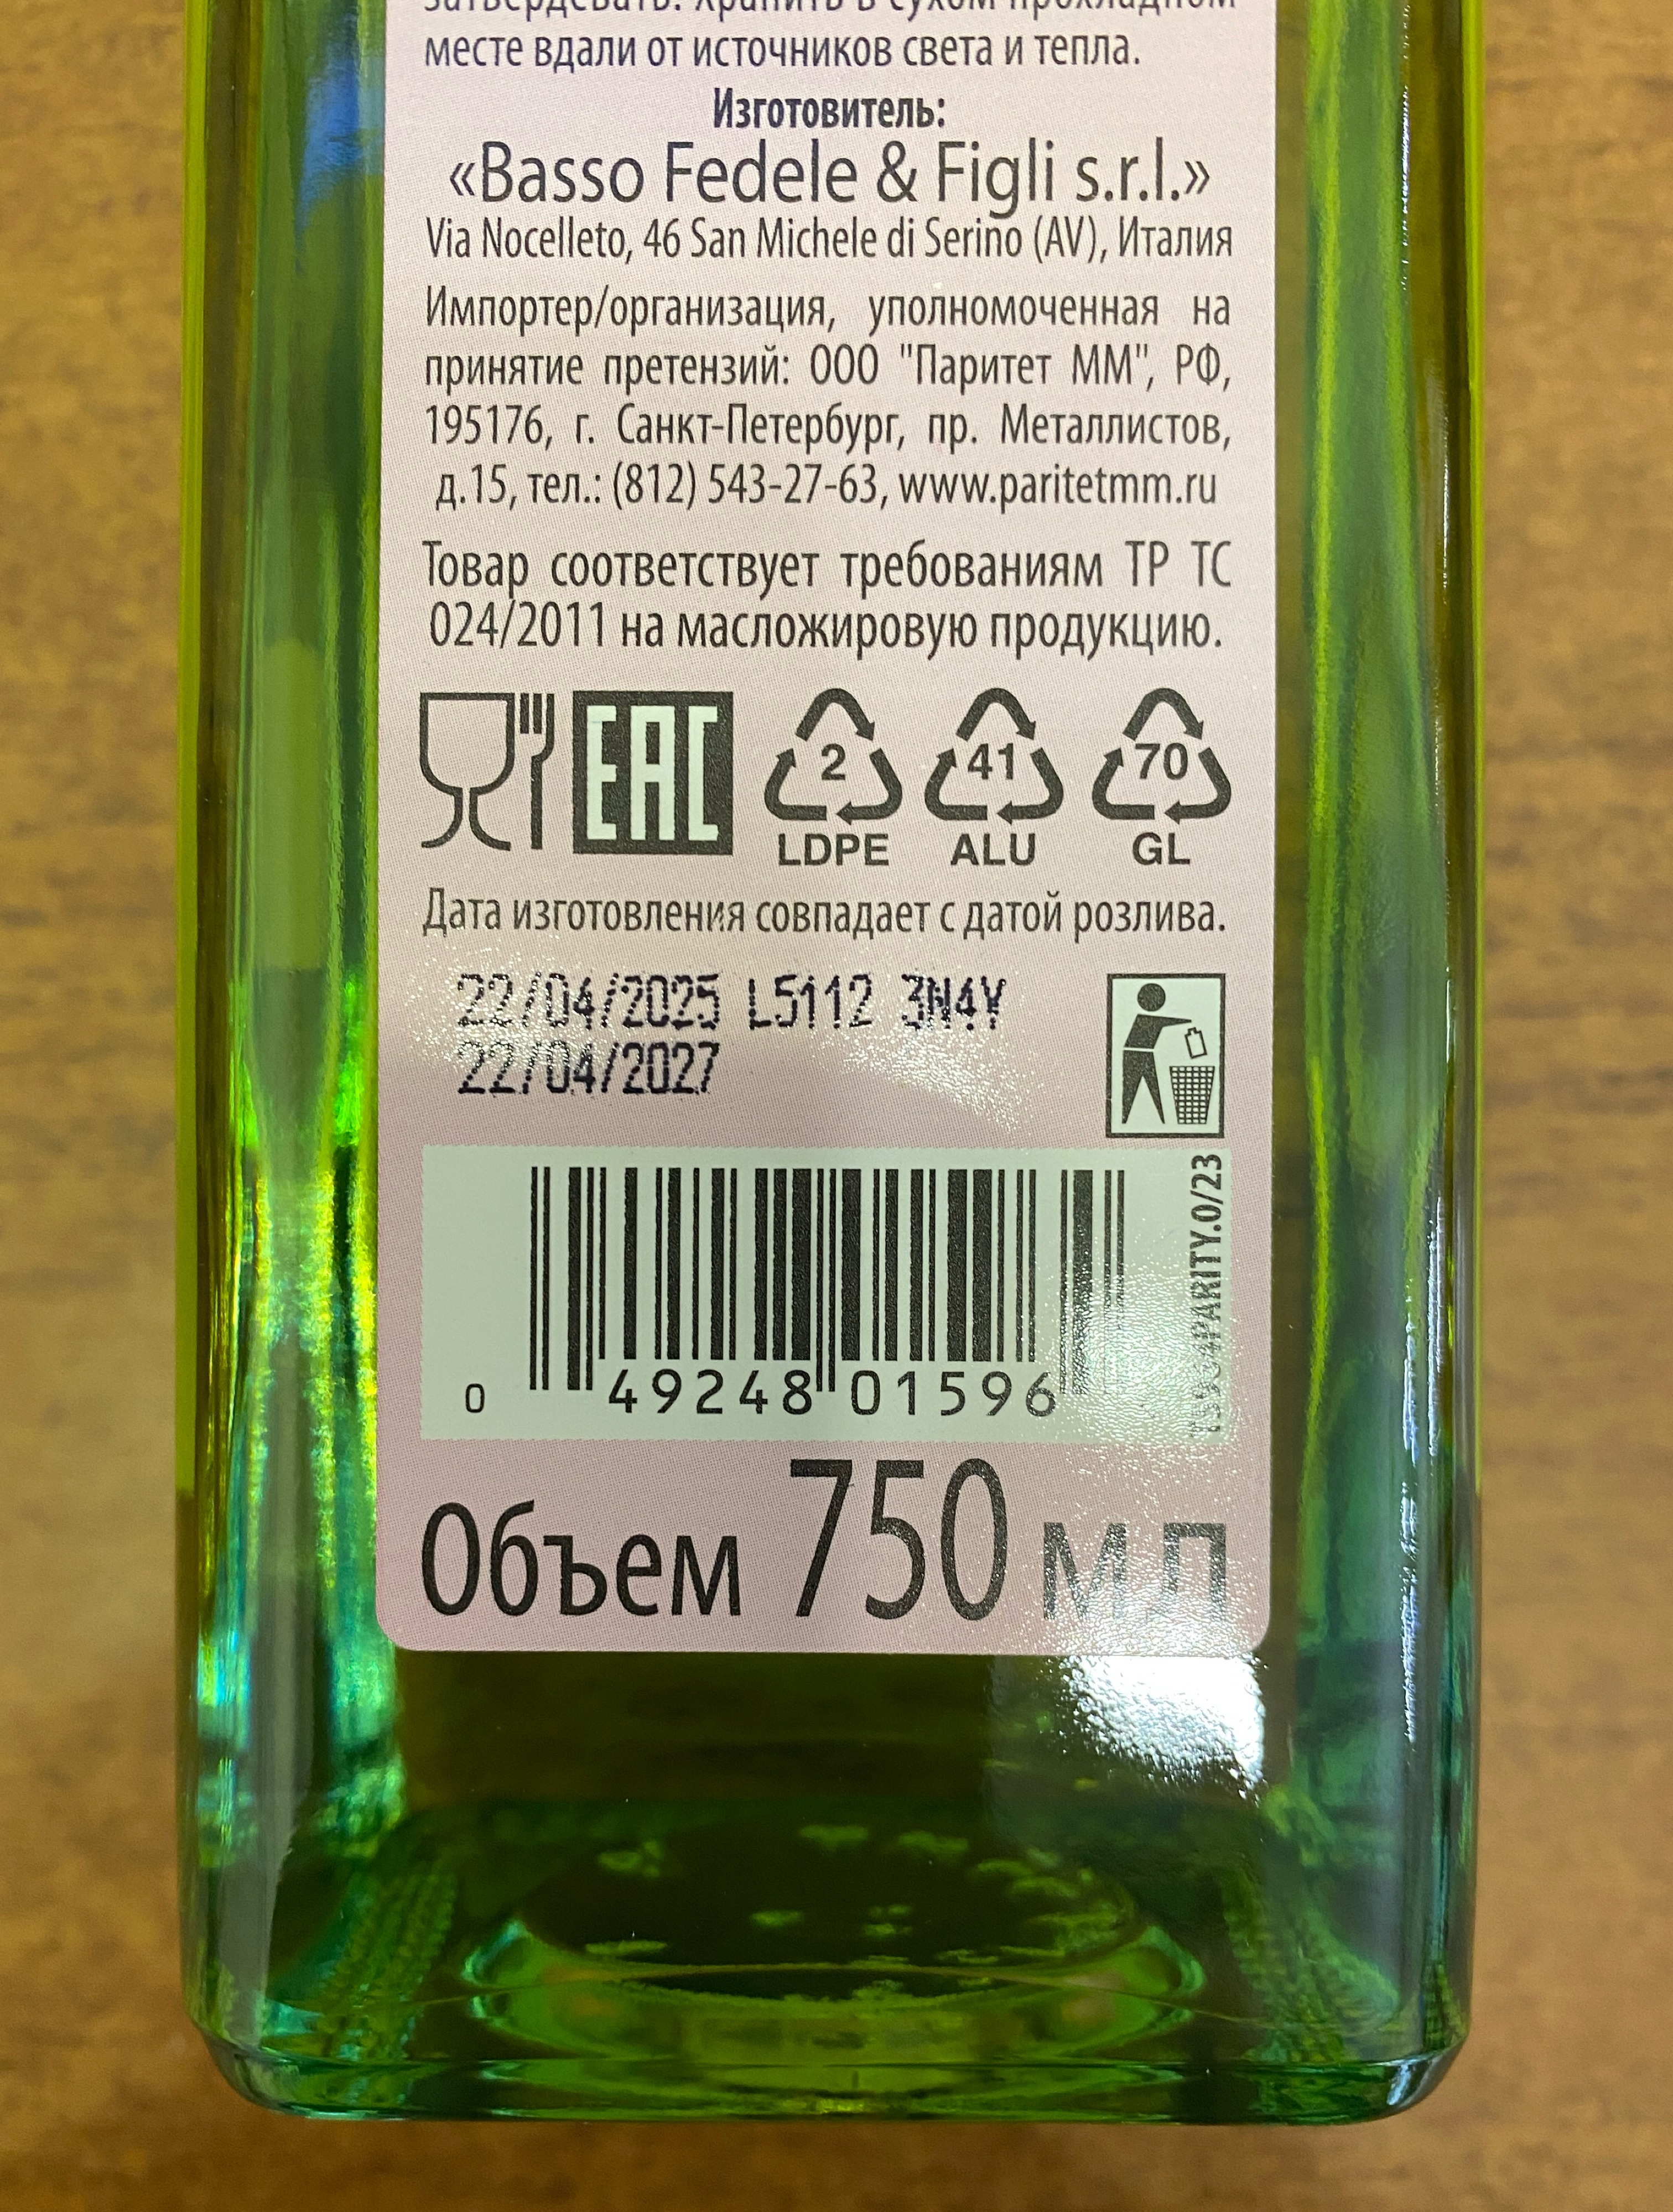 затвердевать. Хранить в сухом прохладном
месте вдали от источников света и тепла.
Изготовитель:
«Basso Fedele & Figli s.r.l.»
Via Nocelleto, 46 San Michele di Serino (AV), Италия
Импортер/организация, уполномоченная на
принятие претензий: ООО "Паритет ММ", РФ,
195176, г. Санкт-Петербург, пр. Металлистов,
д.15, тел.: (812) 543-27-63, www.paritetmm.ru
Товар соответствует требованиям ТР ТС
024/2011 на масложировую продукцию.
EAC
2 41 70
LDPE ALU GL
Дата изготовления совпадает с датой розлива.
22/04/2025 L5112 3N4Y
22/04/2027
0 49248 01596
Объем 750 мл